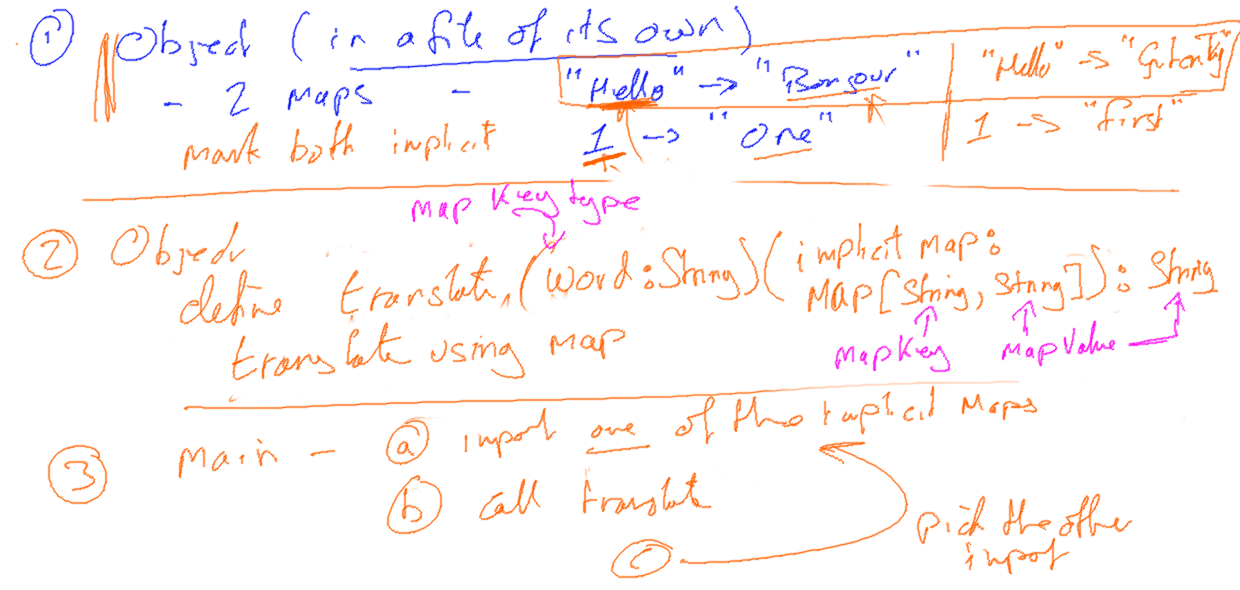 ① Object (in a file of its own)
- 2 Maps - "Hello" -> "Bonjour" "Hello" -> "GutenTag"
mark both implicit 1 -> "One" 1 -> "first"
Map Key type
② Object
define translate (word: String)(implicit map:
Map[String, String]): String
translate using map
MapKey MapValue
③ Main - ⓐ import one of the implicit Maps
ⓑ call translate
ⓒ pick the other
import